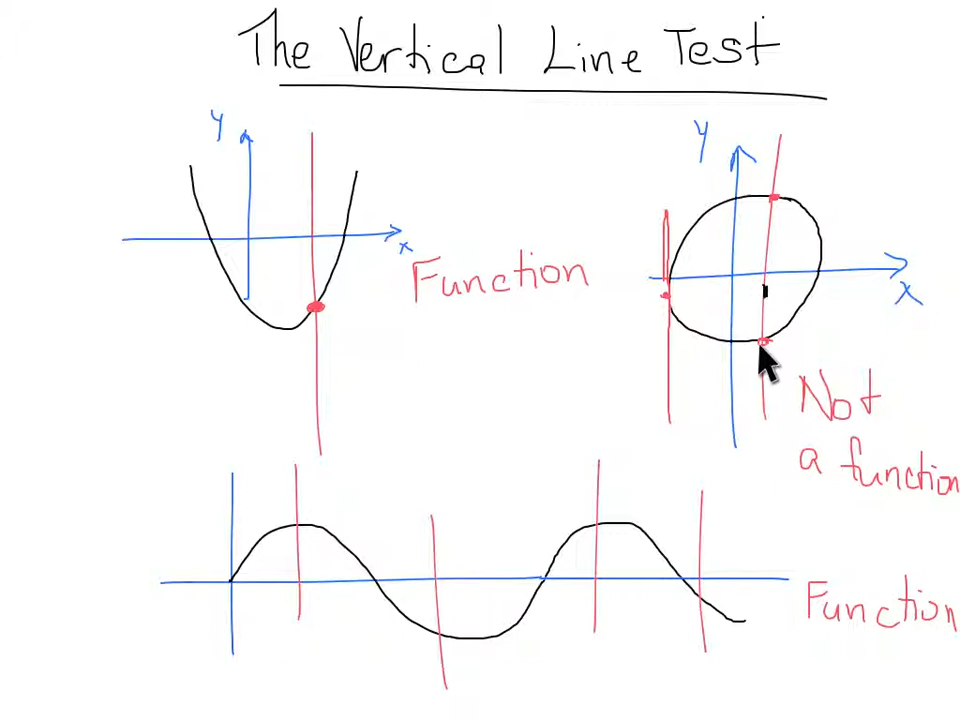 The Vertical Line Test
y
x
Function
y
x
Not
a function
Function